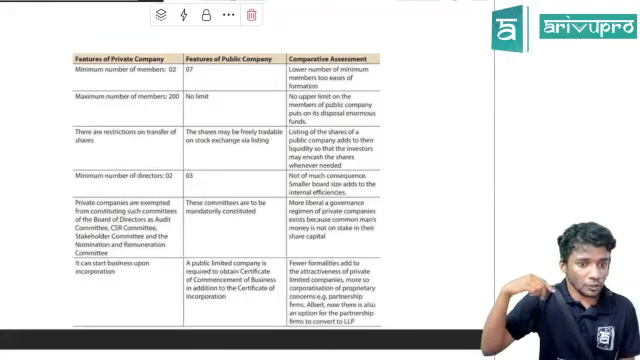 arivupro
Features of Private Company
Features of Public Company
Comparative Assessment
Minimum number of members: 02
07
Lower number of minimum
members too eases of
formation
Maximum number of members: 200
No limit
No upper limit on the
members of public company
puts on its disposal enormous
funds.
There are restrictions on transfer of
shares
The shares may be freely tradable
on stock exchange via listing
Listing of the shares of a
public company adds to their
liquidity so that the investors
may encash the shares
whenever needed
Minimum number of directors: 02
03
Not of much consequence.
Smaller board size adds to the
internal efficiencies.
Private companies are exempted
from constituting such committees
of the Board of Directors as Audit
Committee, CSR Committee,
Stakeholder Committee and the
Nomination and Remuneration
Committee
These committees are to be
mandatorily constituted
More liberal a governance
regimen of private companies
exists because common man's
money is not on stake in their
share capital
It can start business upon
incorporation
A public limited company is
required to obtain Certificate
of Commencement of Business
in addition to the Certificate of
Incorporation
Fewer formalities add to
the attractiveness of private
limited companies, more so
corporatisation of proprietary
concerns e.g. partnership
firms. Albeit, now there is also
an option for the partnership
firms to convert to LLP